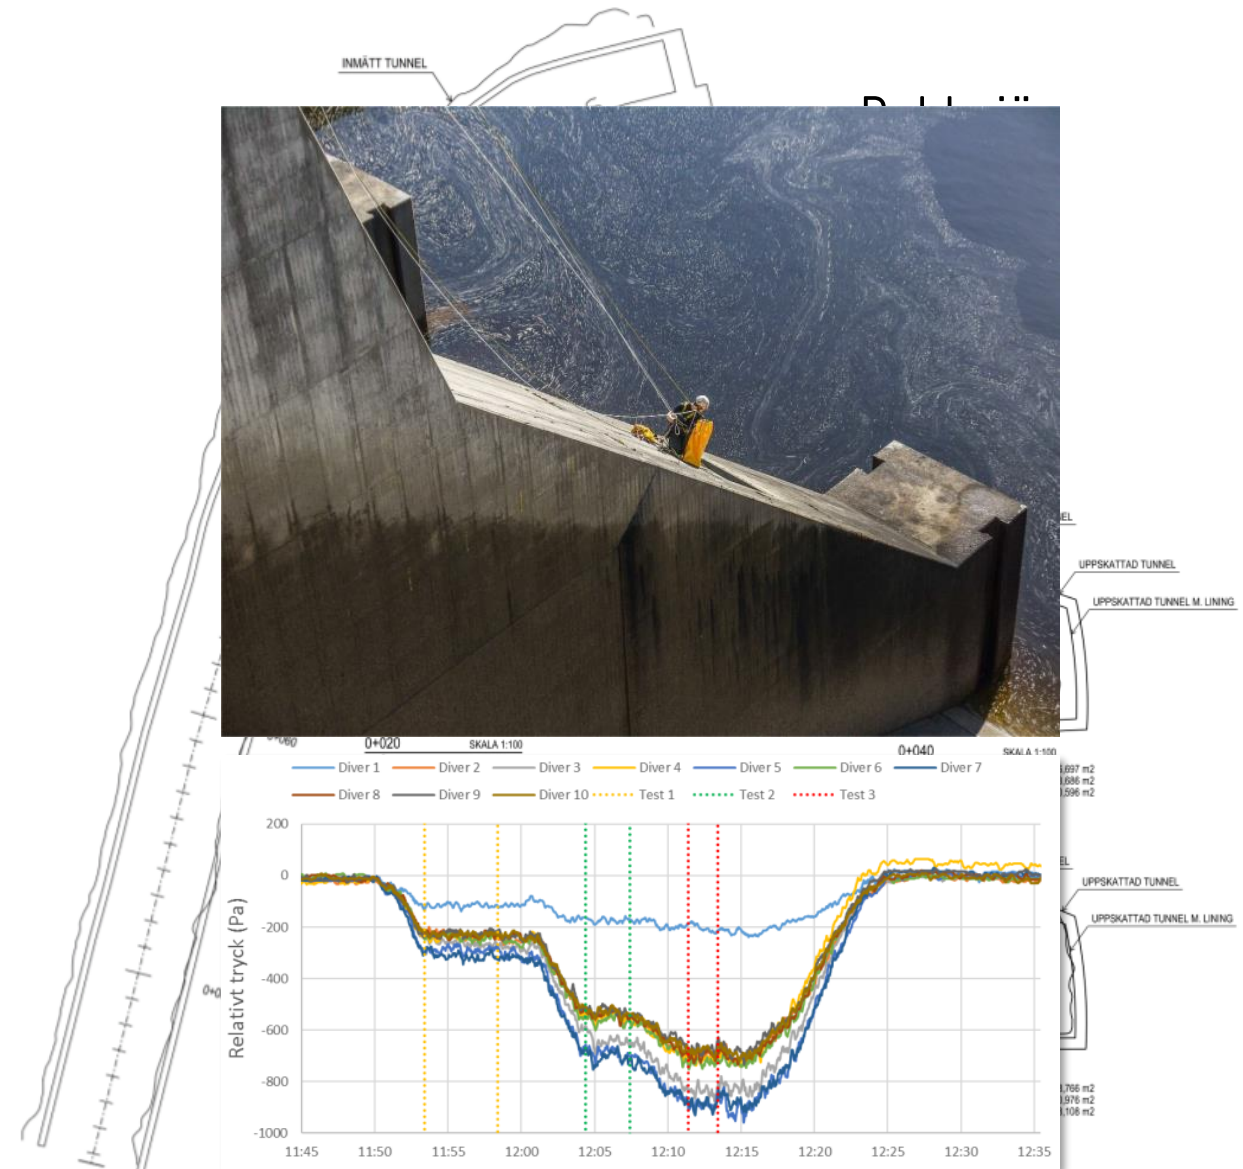 INMÄTT TUNNEL
UPPSKATTAD TUNNEL
UPPSKATTAD TUNNEL M. LINING
0+020 SKALA 1:100
0+040 SKALA 1:100
Diver 1 Diver 2 Diver 3 Diver 4 Diver 5 Diver 6 Diver 7
Diver 8 Diver 9 Diver 10 Test 1 Test 2 Test 3
UPPSKATTAD TUNNEL
UPPSKATTAD TUNNEL M. LINING
Relativt tryck (Pa)
200
0
-200
-400
-600
-800
-1000
11:45 11:50 11:55 12:00 12:05 12:10 12:15 12:20 12:25 12:30 12:35